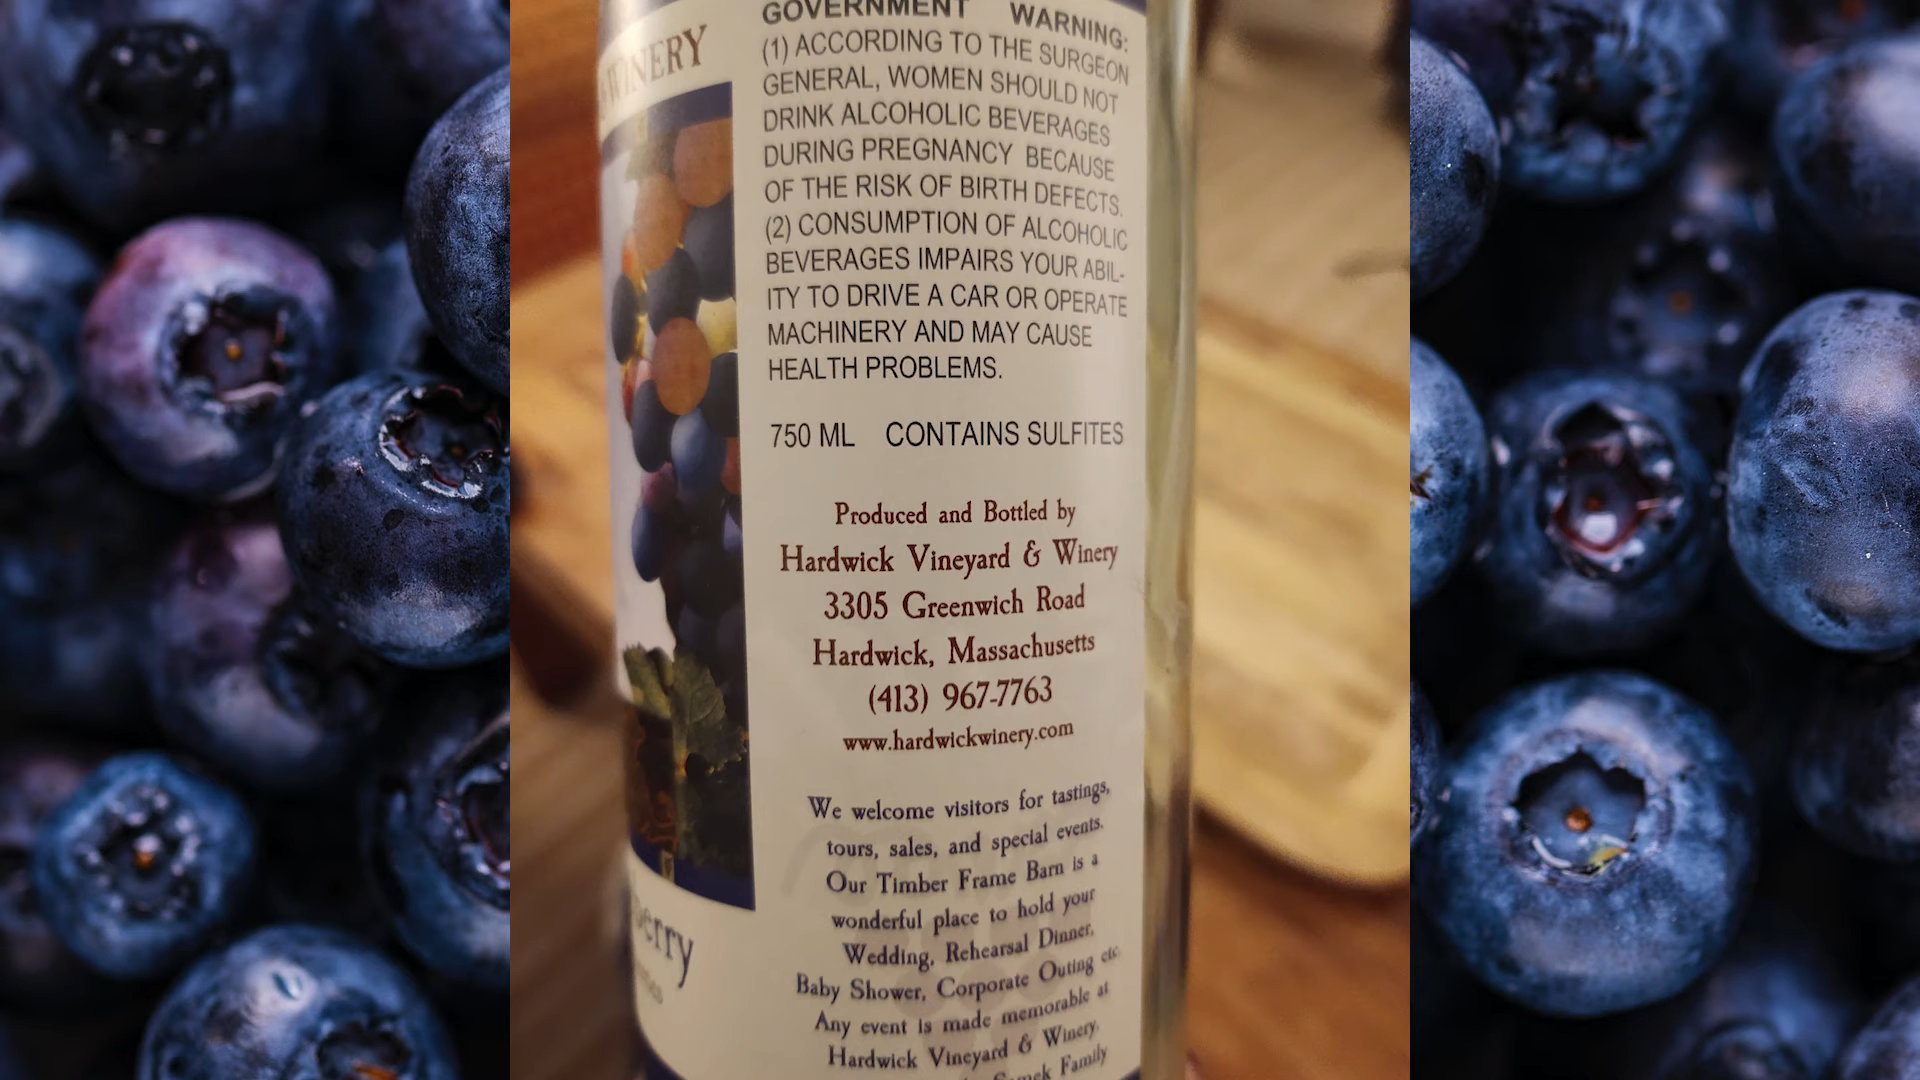 WINERY
berry
GOVERNMENT WARNING:
(1) ACCORDING TO THE SURGEON
GENERAL, WOMEN SHOULD NOT
DRINK ALCOHOLIC BEVERAGES
DURING PREGNANCY BECAUSE
OF THE RISK OF BIRTH DEFECTS.
(2) CONSUMPTION OF ALCOHOLIC
BEVERAGES IMPAIRS YOUR ABIL-
ITY TO DRIVE A CAR OR OPERATE
MACHINERY AND MAY CAUSE
HEALTH PROBLEMS.
750 ML CONTAINS SULFITES
Produced and Bottled by
Hardwick Vineyard & Winery
3305 Greenwich Road
Hardwick, Massachusetts
(413) 967-7763
www.hardwickwinery.com
We welcome visitors for tastings,
tours, sales, and special events.
Our Timber Frame Barn is a
wonderful place to hold your
Wedding, Rehearsal Dinner,
Baby Shower, Corporate Outing etc.
Any event is made memorable at
Hardwick Vineyard & Winery.
Family